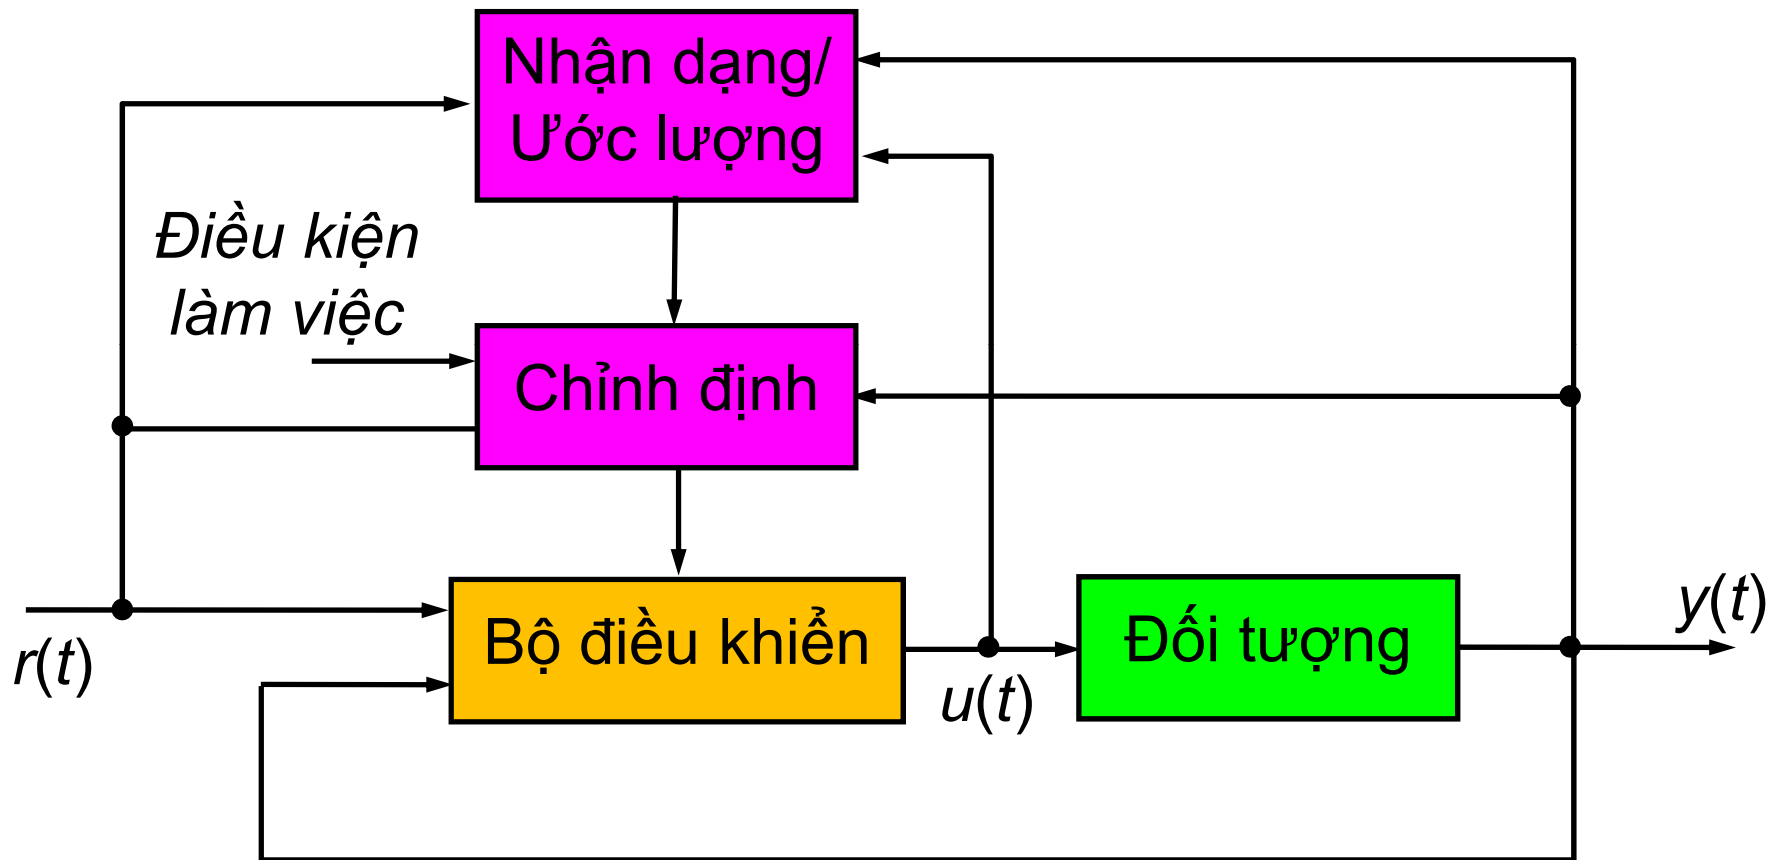 Nhận dạng/
Ước lượng
Điều kiện
làm việc
Chỉnh định
Bộ điều khiển
Đối tượng
r(t)
u(t)
y(t)